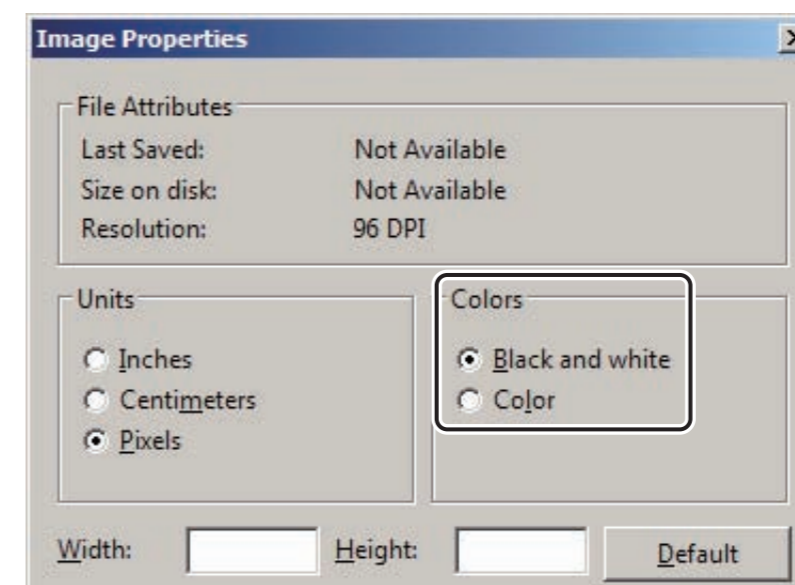 Image Properties
File Attributes
Last Saved: Not Available
Size on disk: Not Available
Resolution: 96 DPI
Units
Inches
Centimeters
Pixels
Colors
Black and white
Color
Width: Height: Default